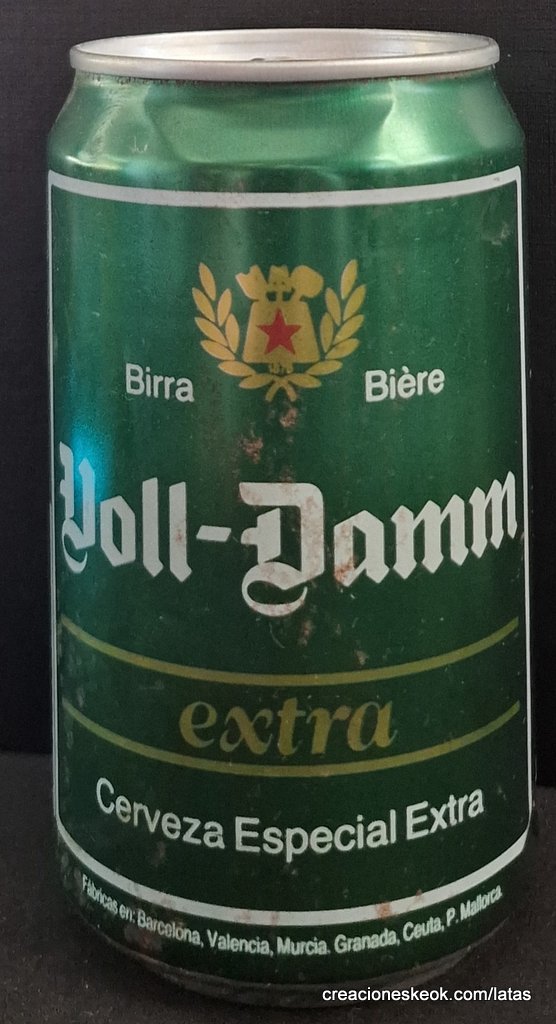 1876
Birra Bière
Voll-Damm
extra
Cerveza Especial Extra
Fábricas en: Barcelona, Valencia, Murcia. Granada, Ceuta, P. Mallorca.
creacioneskeok.com/latas